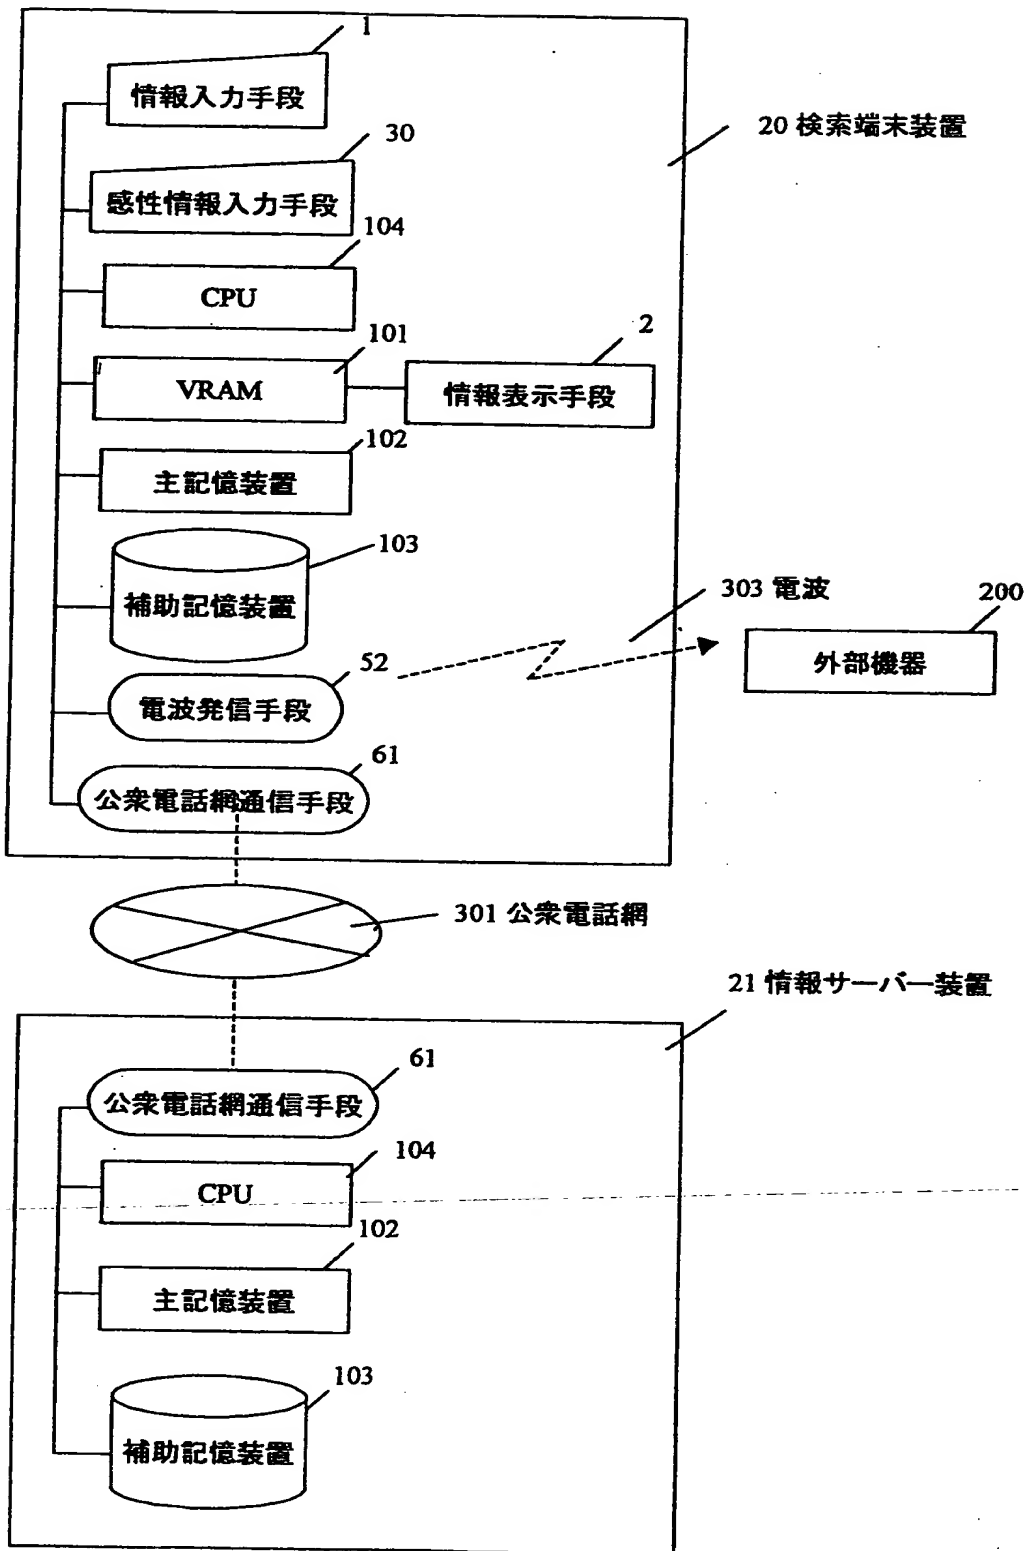 1
情報入力手段
20 検索端末装置
30
感性情報入力手段
104
CPU
101
2
VRAM
情報表示手段
102
主記憶装置
103
補助記憶装置
303 電波
200
外部機器
52
電波発信手段
61
公衆電話網通信手段
301 公衆電話網
21 情報サーバー装置
61
公衆電話網通信手段
104
CPU
102
主記憶装置
103
補助記憶装置